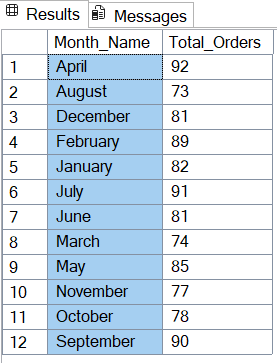 Results Messages
Month_Name Total_Orders
1 April 92
2 August 73
3 December 81
4 February 89
5 January 82
6 July 91
7 June 81
8 March 74
9 May 85
10 November 77
11 October 78
12 September 90